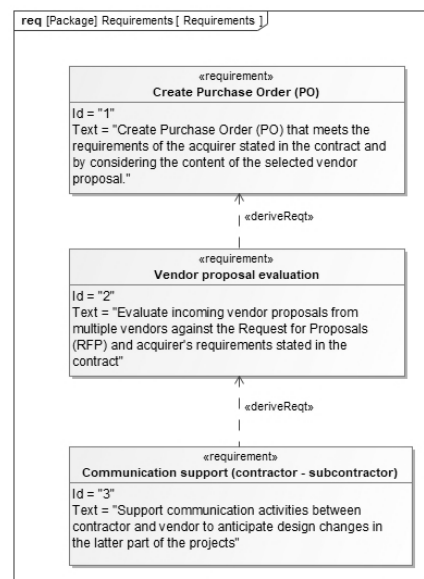 req [Package] Requirements [ Requirements ]
«requirement»
Create Purchase Order (PO)
Id = "1"
Text = "Create Purchase Order (PO) that meets the
requirements of the acquirer stated in the contract and
by considering the content of the selected vendor
proposal."
«deriveReqt»
«requirement»
Vendor proposal evaluation
Id = "2"
Text = "Evaluate incoming vendor proposals from
multiple vendors against the Request for Proposals
(RFP) and acquirer's requirements stated in the
contract"
«deriveReqt»
«requirement»
Communication support (contractor - subcontractor)
Id = "3"
Text = "Support communication activities between
contractor and vendor to anticipate design changes in
the latter part of the projects"